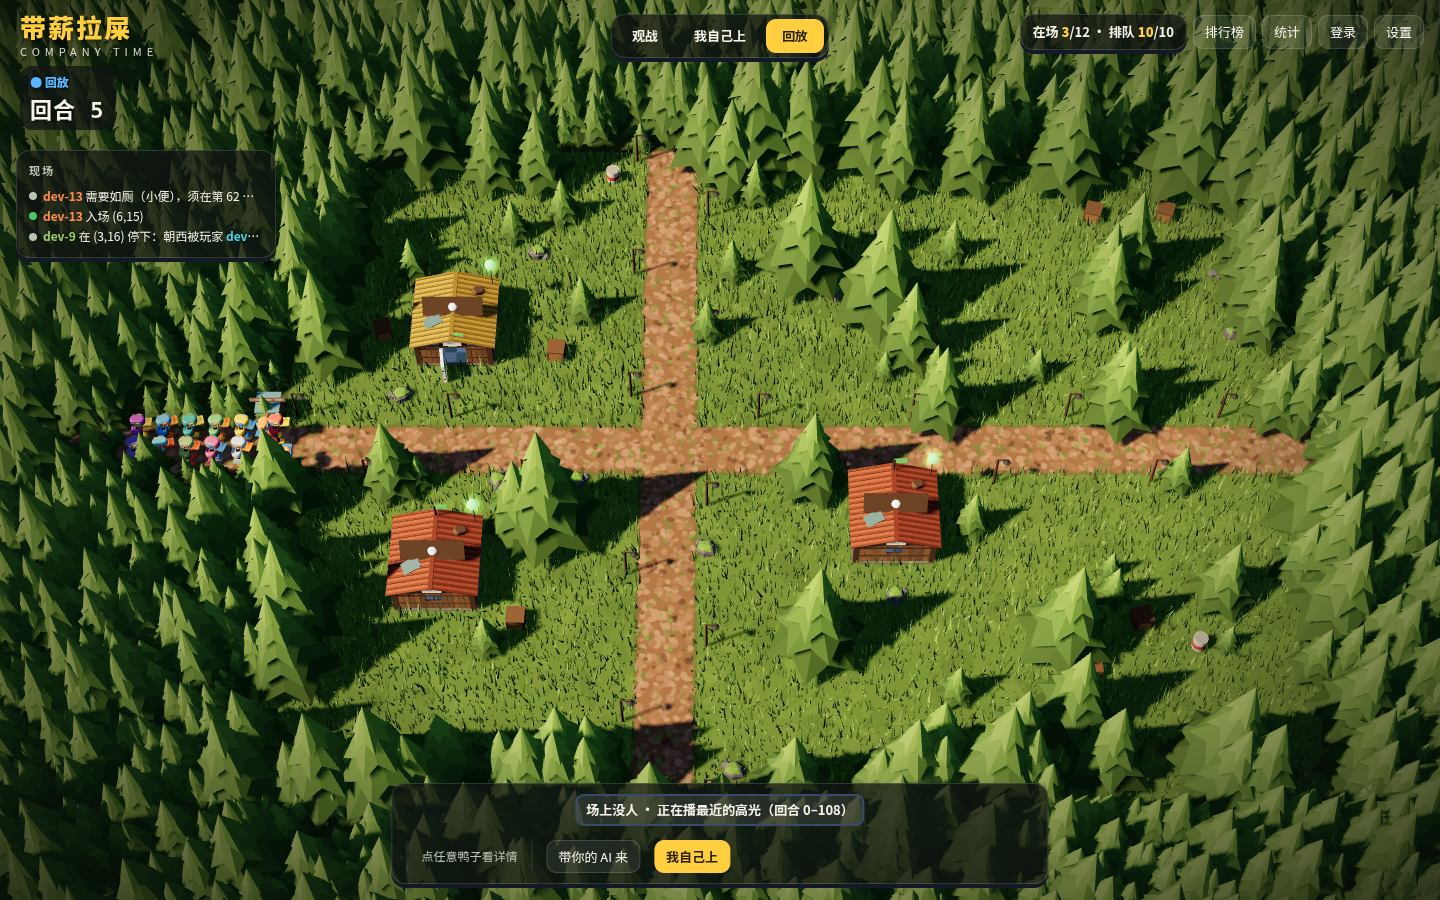 带薪拉屎
COMPANY TIME
回放
回合 5
观战
我自己上
回放
在场 3/12 · 排队 10/10
排行榜
统计
登录
设置
现场
dev-13 需要如厕（小便），须在第 62 …
dev-13 入场 (6,15)
dev-9 在 (3,16) 停下：朝西被玩家 dev…
场上没人 · 正在播最近的高光（回合 0–108）
点任意鸭子看详情
带你的 AI 来
我自己上